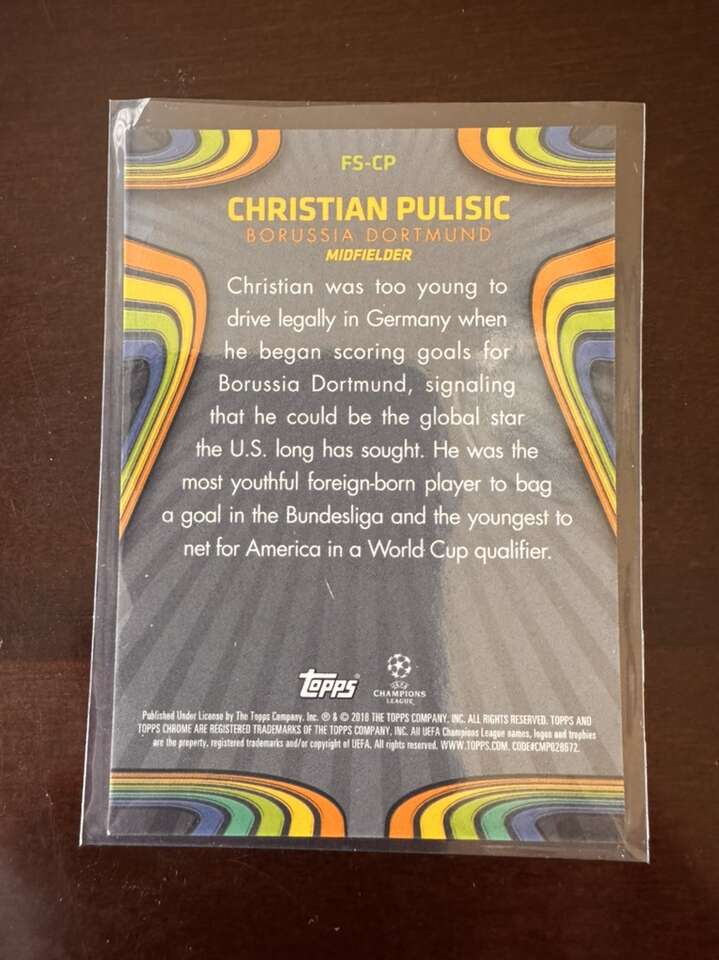 FS-CP
CHRISTIAN PULISIC
BORUSSIA DORTMUND
MIDFIELDER
Christian was too young to
drive legally in Germany when
he began scoring goals for
Borussia Dortmund, signaling
that he could be the global star
the U.S. long has sought. He was the
most youthful foreign-born player to bag
a goal in the Bundesliga and the youngest to
net for America in a World Cup qualifier.
Topps
UEFA
CHAMPIONS
LEAGUE
Published Under License by The Topps Company, Inc. ® & © 2018 THE TOPPS COMPANY, INC. ALL RIGHTS RESERVED. TOPPS AND
TOPPS CHROME ARE REGISTERED TRADEMARKS OF THE TOPPS COMPANY, INC. All UEFA Champions League names, logos and trophies
are the property, registered trademarks and/or copyright of UEFA. All rights reserved. WWW.TOPPS.COM. CODE#CMP028672.